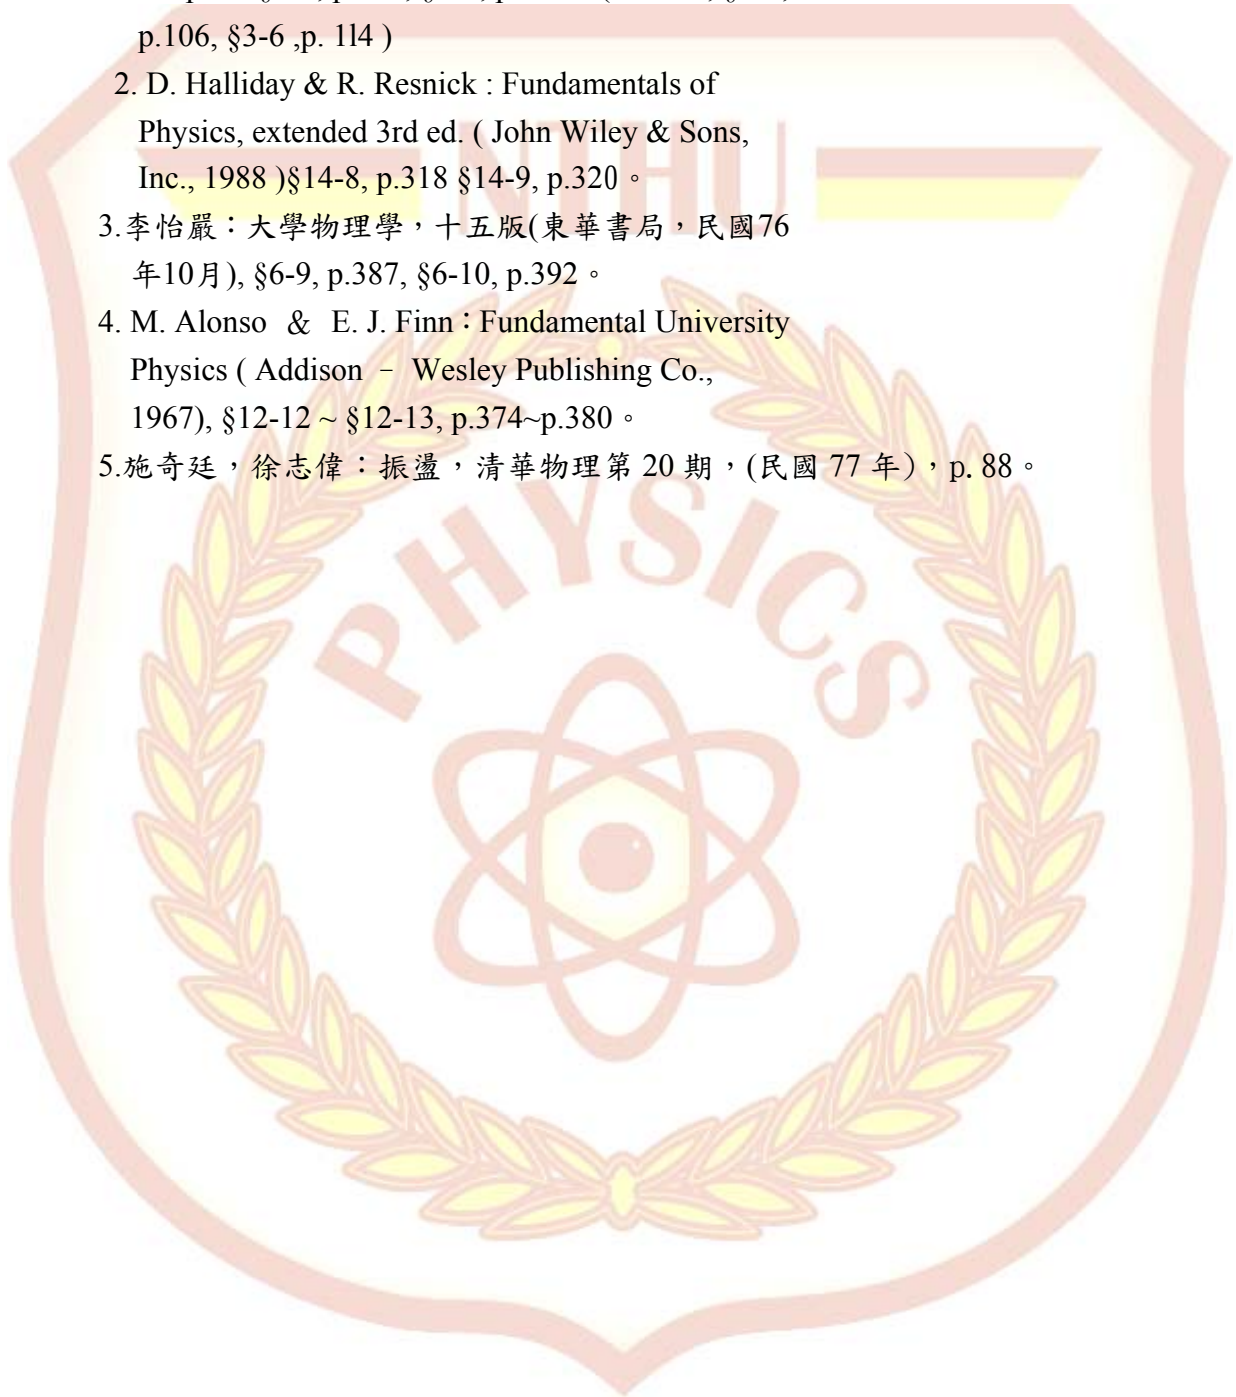 p.106, §3-6 ,p. 114 )
2. D. Halliday & R. Resnick : Fundamentals of
Physics, extended 3rd ed. ( John Wiley & Sons,
Inc., 1988 )§14-8, p.318 §14-9, p.320。
3.李怡嚴：大學物理學，十五版(東華書局，民國76
年10月), §6-9, p.387, §6-10, p.392。
4. M. Alonso & E. J. Finn：Fundamental University
Physics ( Addison – Wesley Publishing Co.,
1967), §12-12 ~ §12-13, p.374~p.380。
5.施奇廷，徐志偉：振盪，清華物理第 20 期，(民國 77 年)，p. 88。
NTHU
PHYSICS